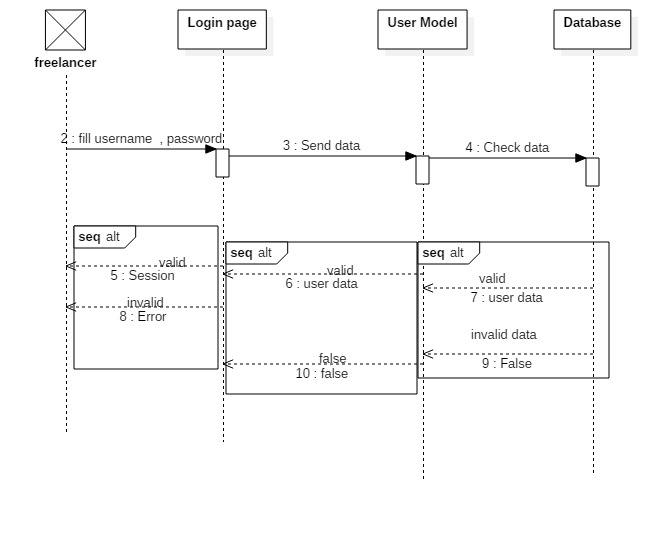 Login page
User Model
Database
freelancer
2 : fill username , password
3 : Send data
4 : Check data
seq alt
seq alt
seq alt
valid
5 : Session
valid
6 : user data
valid
7 : user data
invalid
8 : Error
invalid data
9 : False
false
10 : false